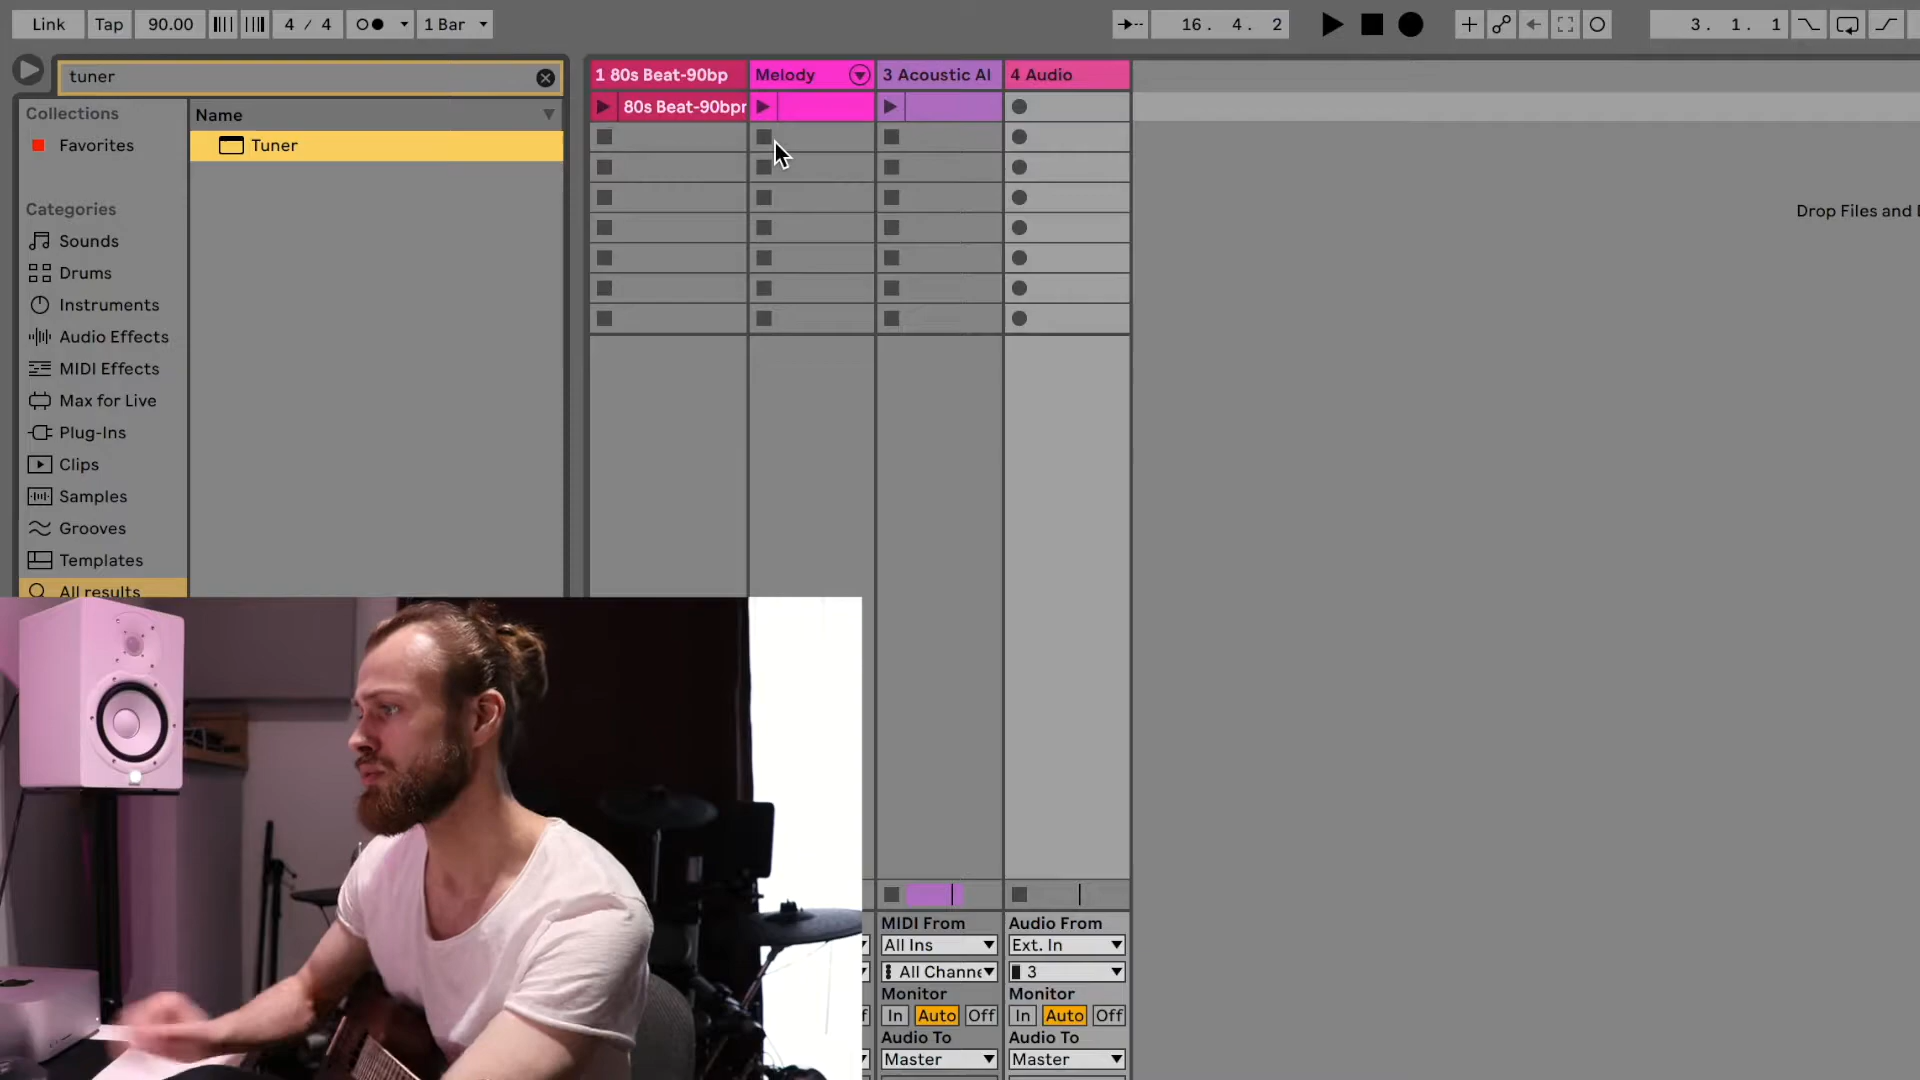 Link Tap 90.00 4 / 4 1 Bar 16. 4. 2 3. 1. 1
tuner
1 80s Beat-90bp Melody 3 Acoustic Al 4 Audio
80s Beat-90bpr
Collections
Favorites
Name
Tuner
Categories
Sounds
Drums
Instruments
Audio Effects
MIDI Effects
Max for Live
Plug-Ins
Clips
Samples
Grooves
Templates
All results
Drop Files and
MIDI From Audio From
All Ins Ext. In
All Channe 3
Monitor Monitor
In Auto Off In Auto Off
Audio To Audio To
Master Master